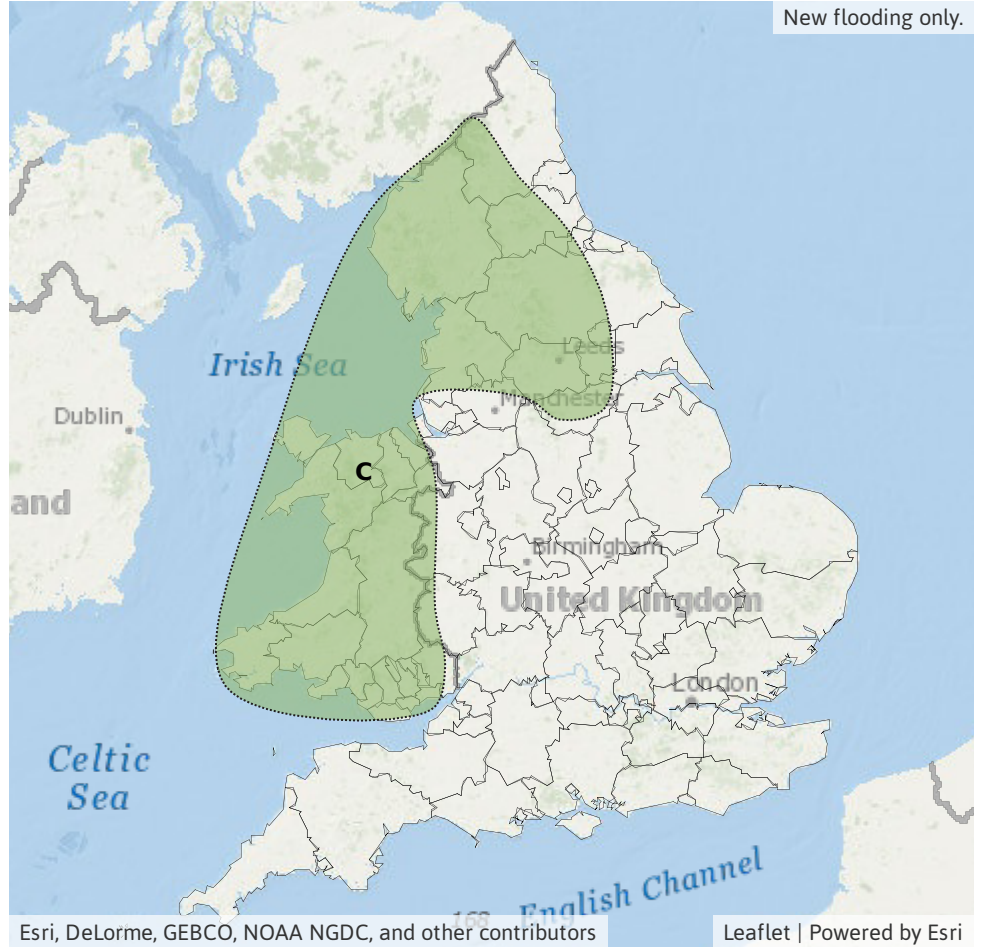 New flooding only.
Leeds
Irish Sea
Manchester
Dublin
C
and
Birmingham
United Kingdom
London
Celtic
Sea
English Channel
168
Esri, DeLorme, GEBCO, NOAA NGDC, and other contributors
Leaflet | Powered by Esri